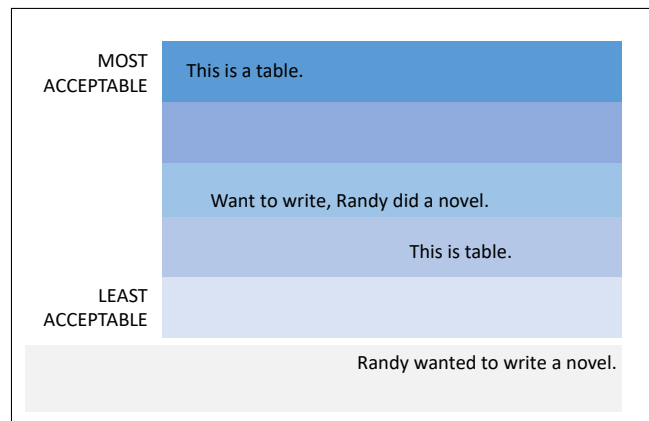 MOST
ACCEPTABLE
This is a table.
Want to write, Randy did a novel.
This is table.
LEAST
ACCEPTABLE
Randy wanted to write a novel.